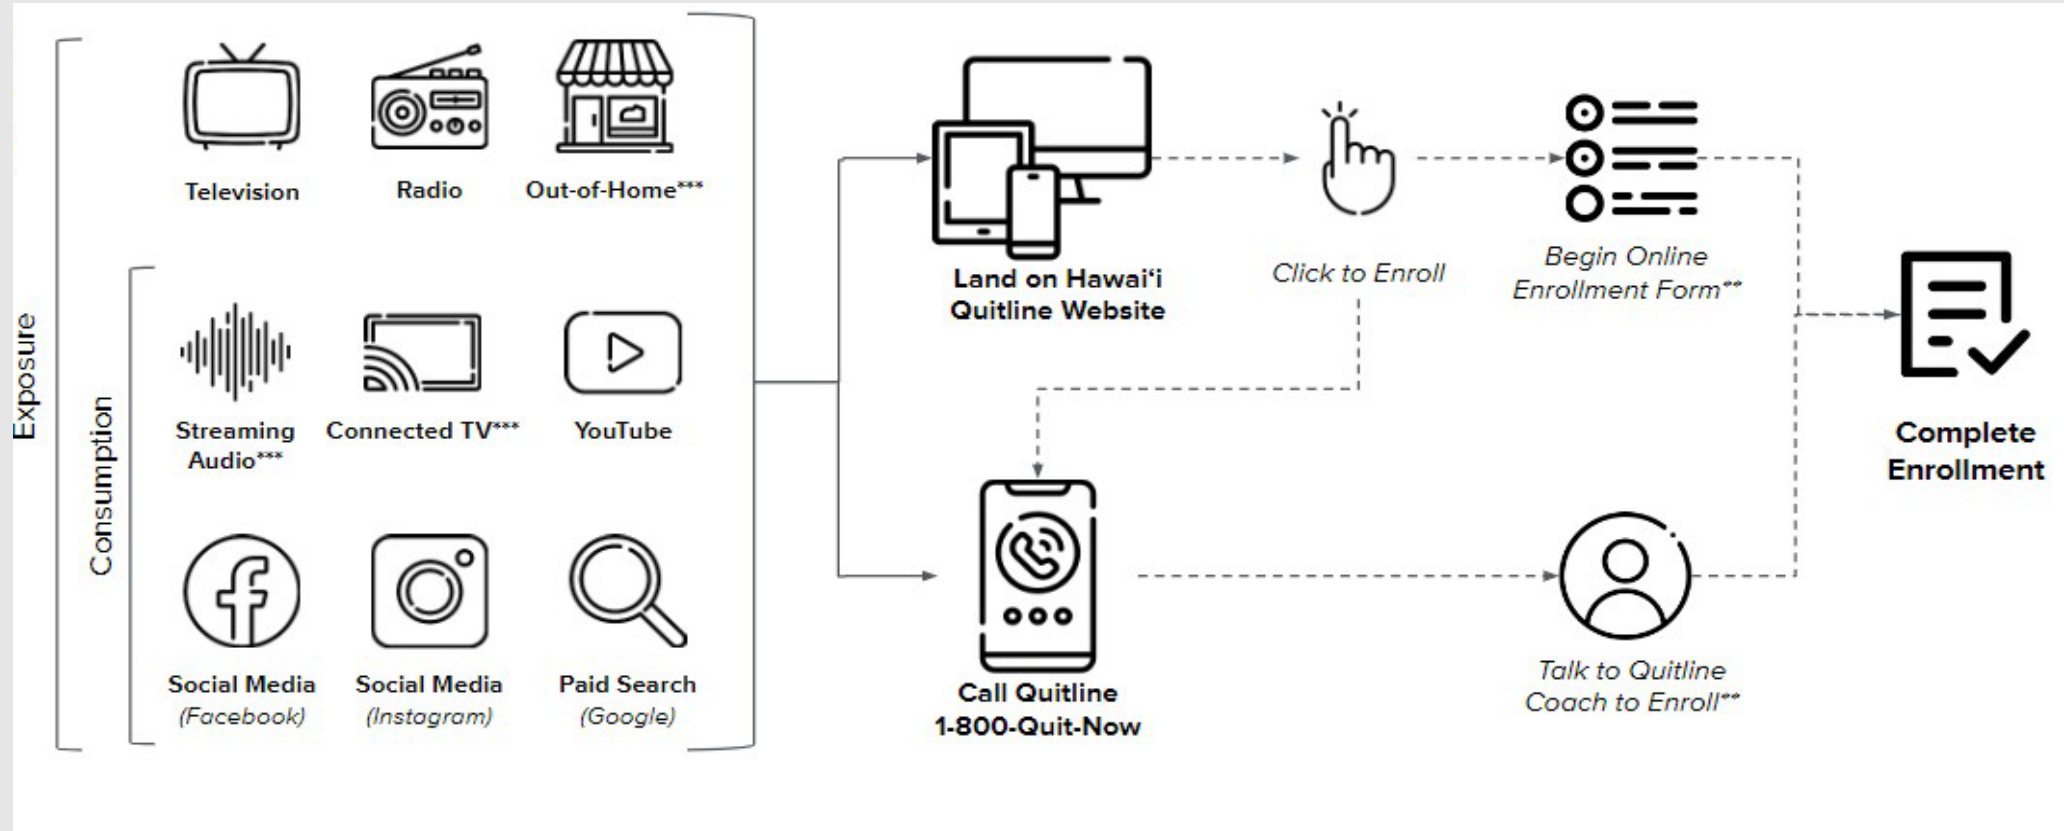 Exposure
Consumption
Television
Radio
Out-of-Home***
Streaming
Audio***
Connected TV***
YouTube
Social Media
(Facebook)
Social Media
(Instagram)
Paid Search
(Google)
Land on Hawai‘i
Quitline Website
Click to Enroll
Begin Online
Enrollment Form**
Call Quitline
1-800-Quit-Now
Talk to Quitline
Coach to Enroll**
Complete
Enrollment